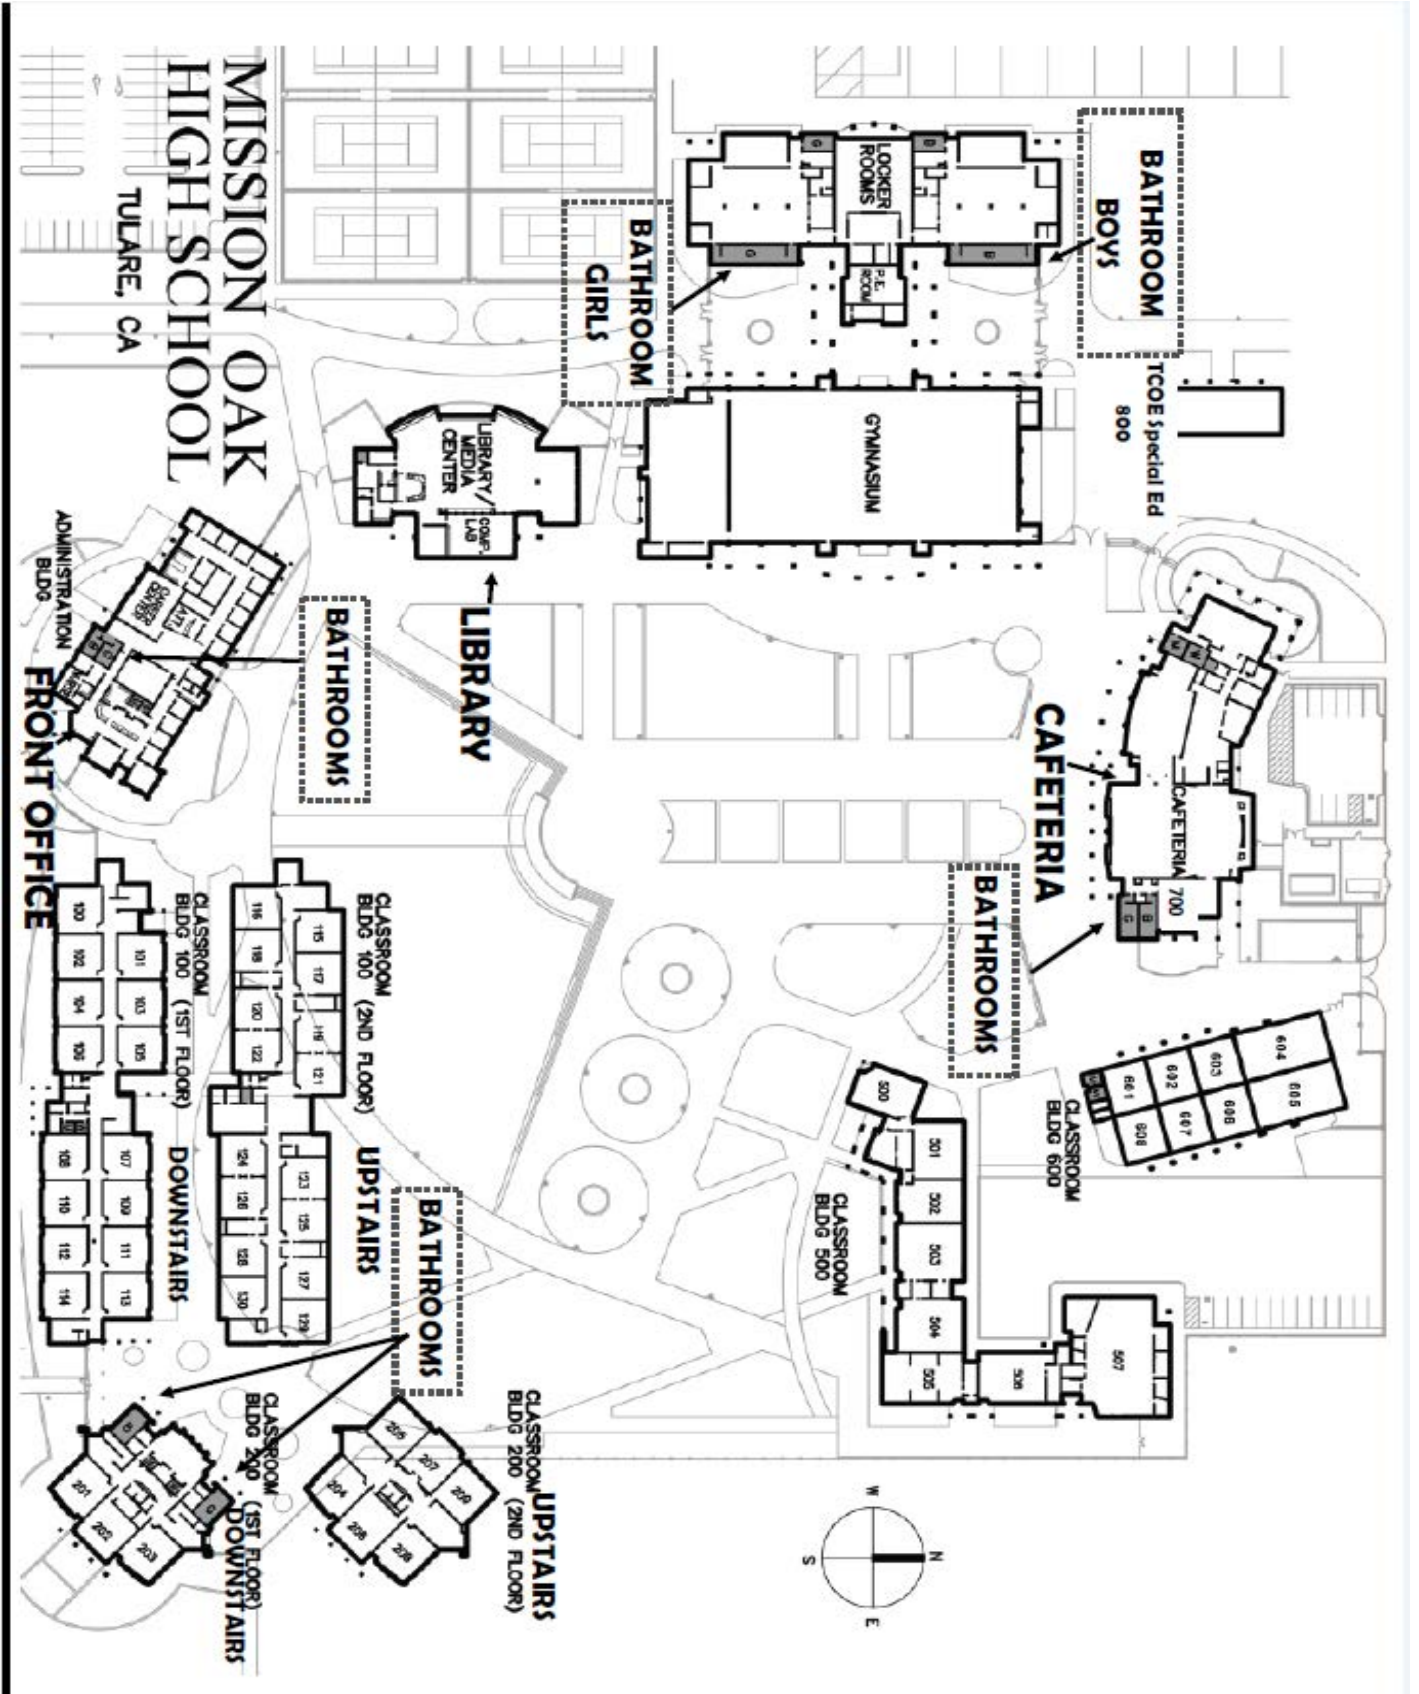 MISSION OAK
HIGH SCHOOL
TULARE, CA
BATHROOM
BOYS
BATHROOM
GIRLS
LOCKER
ROOMS
G
B
G
B
P.E.
ROOM
GYMNASIUM
TCOE Special Ed
800
LIBRARY/
MEDIA
CENTER
COMP.
LAB
LIBRARY
ADMINISTRATION
BLDG
FRONT OFFICE
BATHROOMS
CAFETERIA
CAFETERIA
700
B
G
BATHROOMS
CLASSROOM
BLDG 100 (1ST FLOOR)
DOWNSTAIRS
100
102
104
106
101
103
105
108
110
112
114
107
109
111
113
CLASSROOM
BLDG 100 (2ND FLOOR)
UPSTAIRS
116
118
120
122
115
117
119
121
124
126
128
130
123
125
127
129
BATHROOMS
CLASSROOM
BLDG 200 (1ST FLOOR)
DOWNSTAIRS
B
G
201
202
203
CLASSROOM
BLDG 200 (2ND FLOOR)
UPSTAIRS
205
207
209
204
CLASSROOM
BLDG 500
500
501
502
503
504
505
506
507
CLASSROOM
BLDG 600
601
602
603
604
605
606
607
608
W
N
S
E